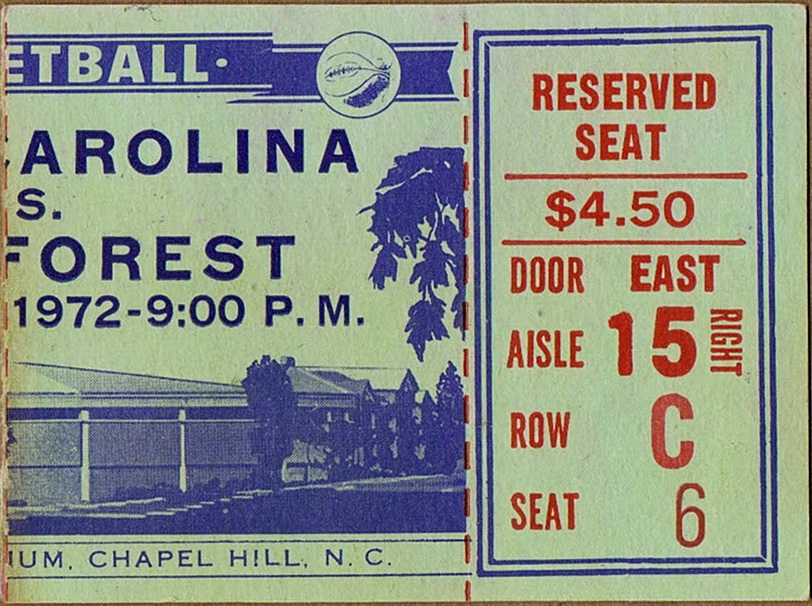 ETBALL·
AROLINA
S.
FOREST
1972-9:00 P. M.
IUM, CHAPEL HILL, N. C.
RESERVED
SEAT
$4.50
DOOR EAST
AISLE 15 RIGHT
ROW C
SEAT 6